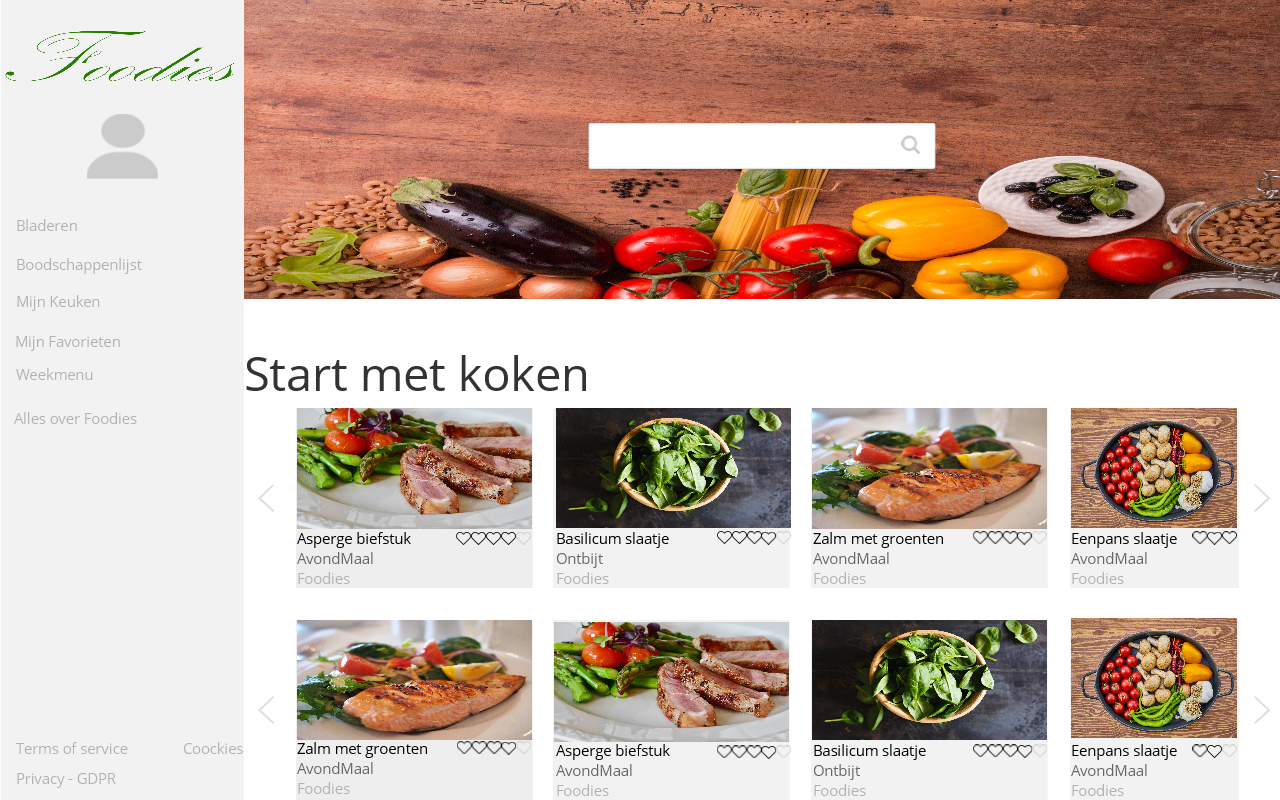 Foodies
Bladeren
Boodschappenlijst
Mijn Keuken
Mijn Favorieten
Weekmenu
Alles over Foodies
Terms of service Coockies
Privacy - GDPR
Start met koken
Asperge biefstuk
AvondMaal
Foodies
Basilicum slaatje
Ontbijt
Foodies
Zalm met groenten
AvondMaal
Foodies
Eenpans slaatje
AvondMaal
Foodies
Zalm met groenten
AvondMaal
Foodies
Asperge biefstuk
AvondMaal
Foodies
Basilicum slaatje
Ontbijt
Foodies
Eenpans slaatje
AvondMaal
Foodies